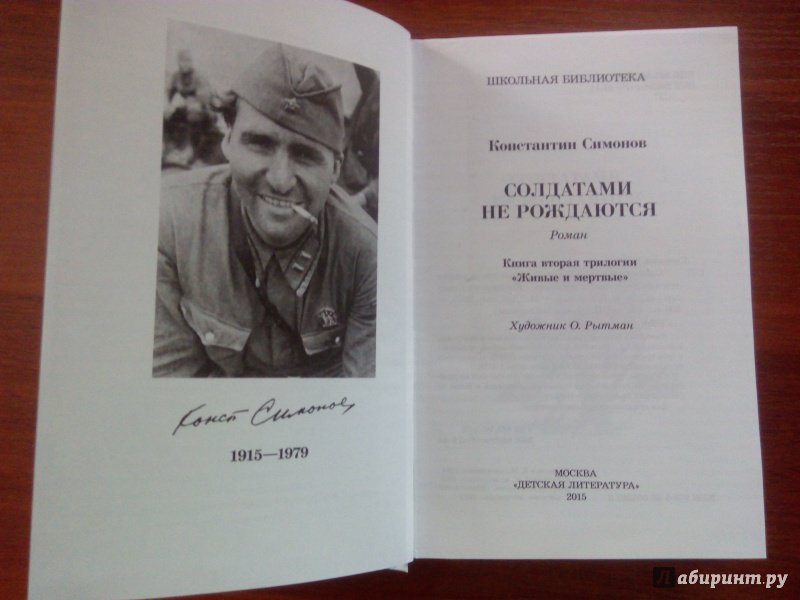 Конст Симонов
1915—1979
ШКОЛЬНАЯ БИБЛИОТЕКА
Константин Симонов
СОЛДАТАМИ
НЕ РОЖДАЮТСЯ
Роман
Книга вторая трилогии
«Живые и мертвые»
Художник О. Рытман
МОСКВА
«ДЕТСКАЯ ЛИТЕРАТУРА»
2015
Лабиринт.ру